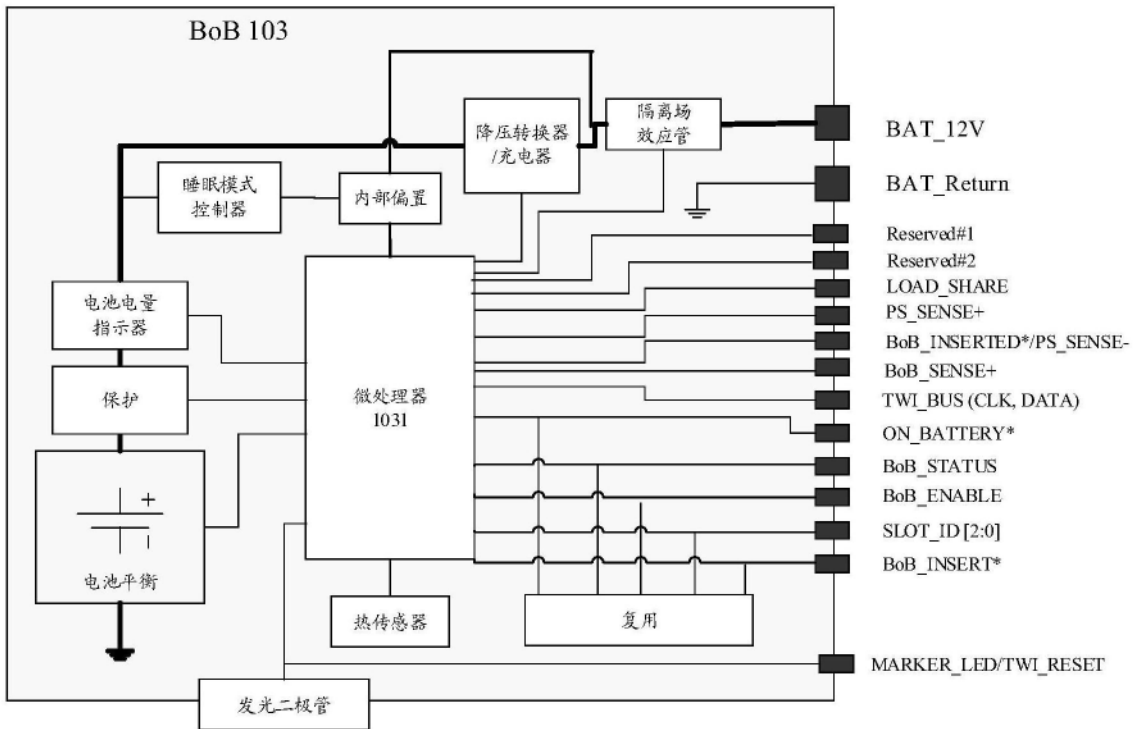 BoB 103
降压转换器
/充电器
隔离场
效应管
BAT_12V
睡眠模式
控制器
内部偏置
BAT_Return
Reserved#1
Reserved#2
LOAD_SHARE
PS_SENSE+
BoB_INSERTED*/PS_SENSE-
BoB_SENSE+
TWI_BUS (CLK, DATA)
ON_BATTERY*
BoB_STATUS
BoB_ENABLE
SLOT_ID [2:0]
BoB_INSERT*
电池电量
指示器
保护
微处理器
1031
+
电池平衡
热传感器
复用
MARKER_LED/TWI_RESET
发光二极管